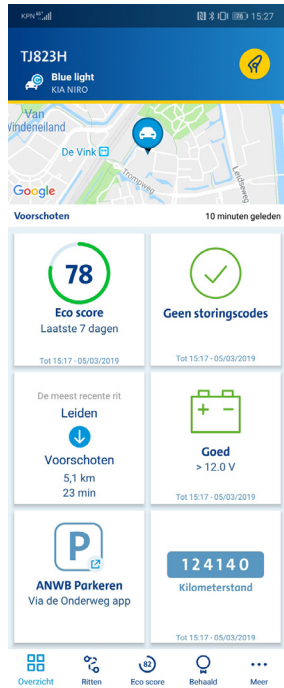 KPN 15:27
TJ823H
Blue light
KIA NIRO
Van
Vindeneiland
De Vink
Trompweg
Leidseweg
Google
Voorschoten 10 minuten geleden
78
Eco score
Laatste 7 dagen
Tot 15:17 - 05/03/2019
Geen storingscodes
Tot 15:17 - 05/03/2019
De meest recente rit
Leiden
Voorschoten
5,1 km
23 min
+ -
Goed
> 12.0 V
Tot 15:17 - 05/03/2019
P
ANWB Parkeren
Via de Onderweg app
124140
Kilometerstand
Tot 15:17 - 05/03/2019
82
Overzicht Ritten Eco score Behaald Meer